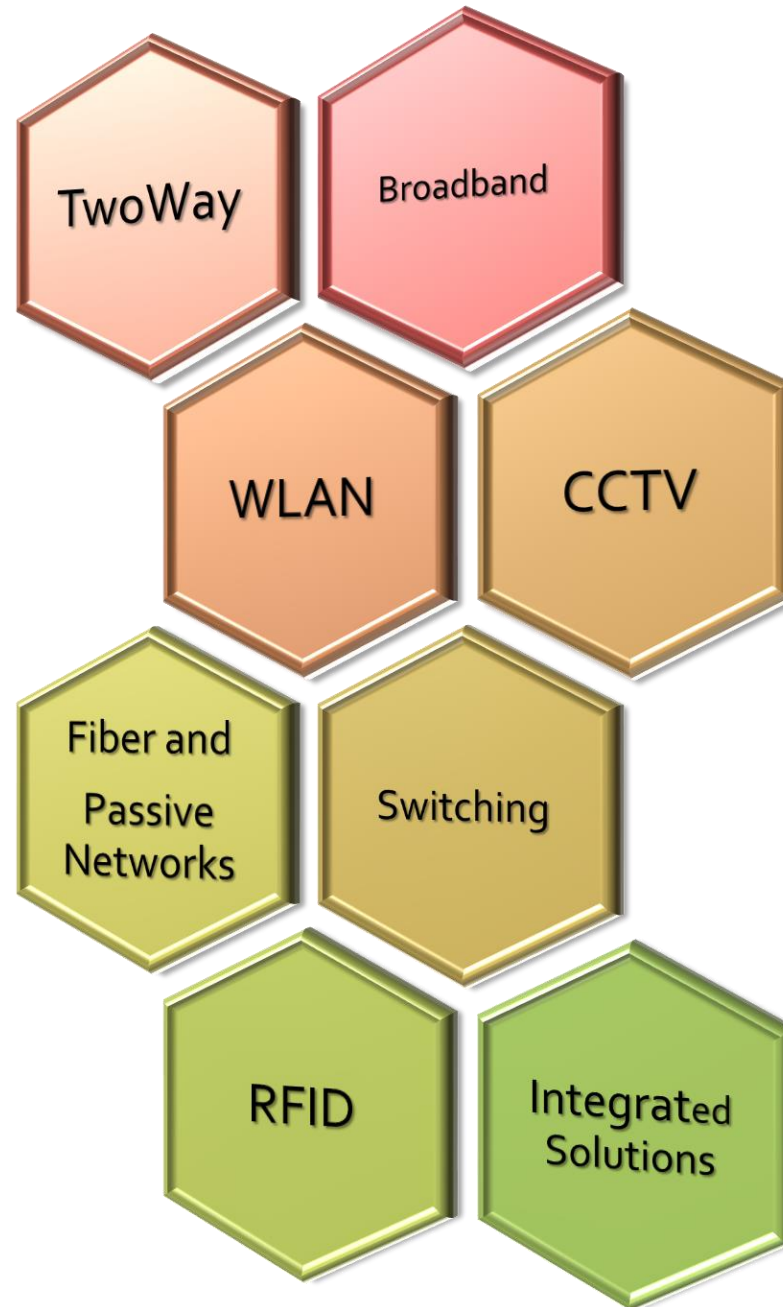 TwoWay
Broadband
WLAN
CCTV
Fiber and
Passive
Networks
Switching
RFID
Integrated
Solutions